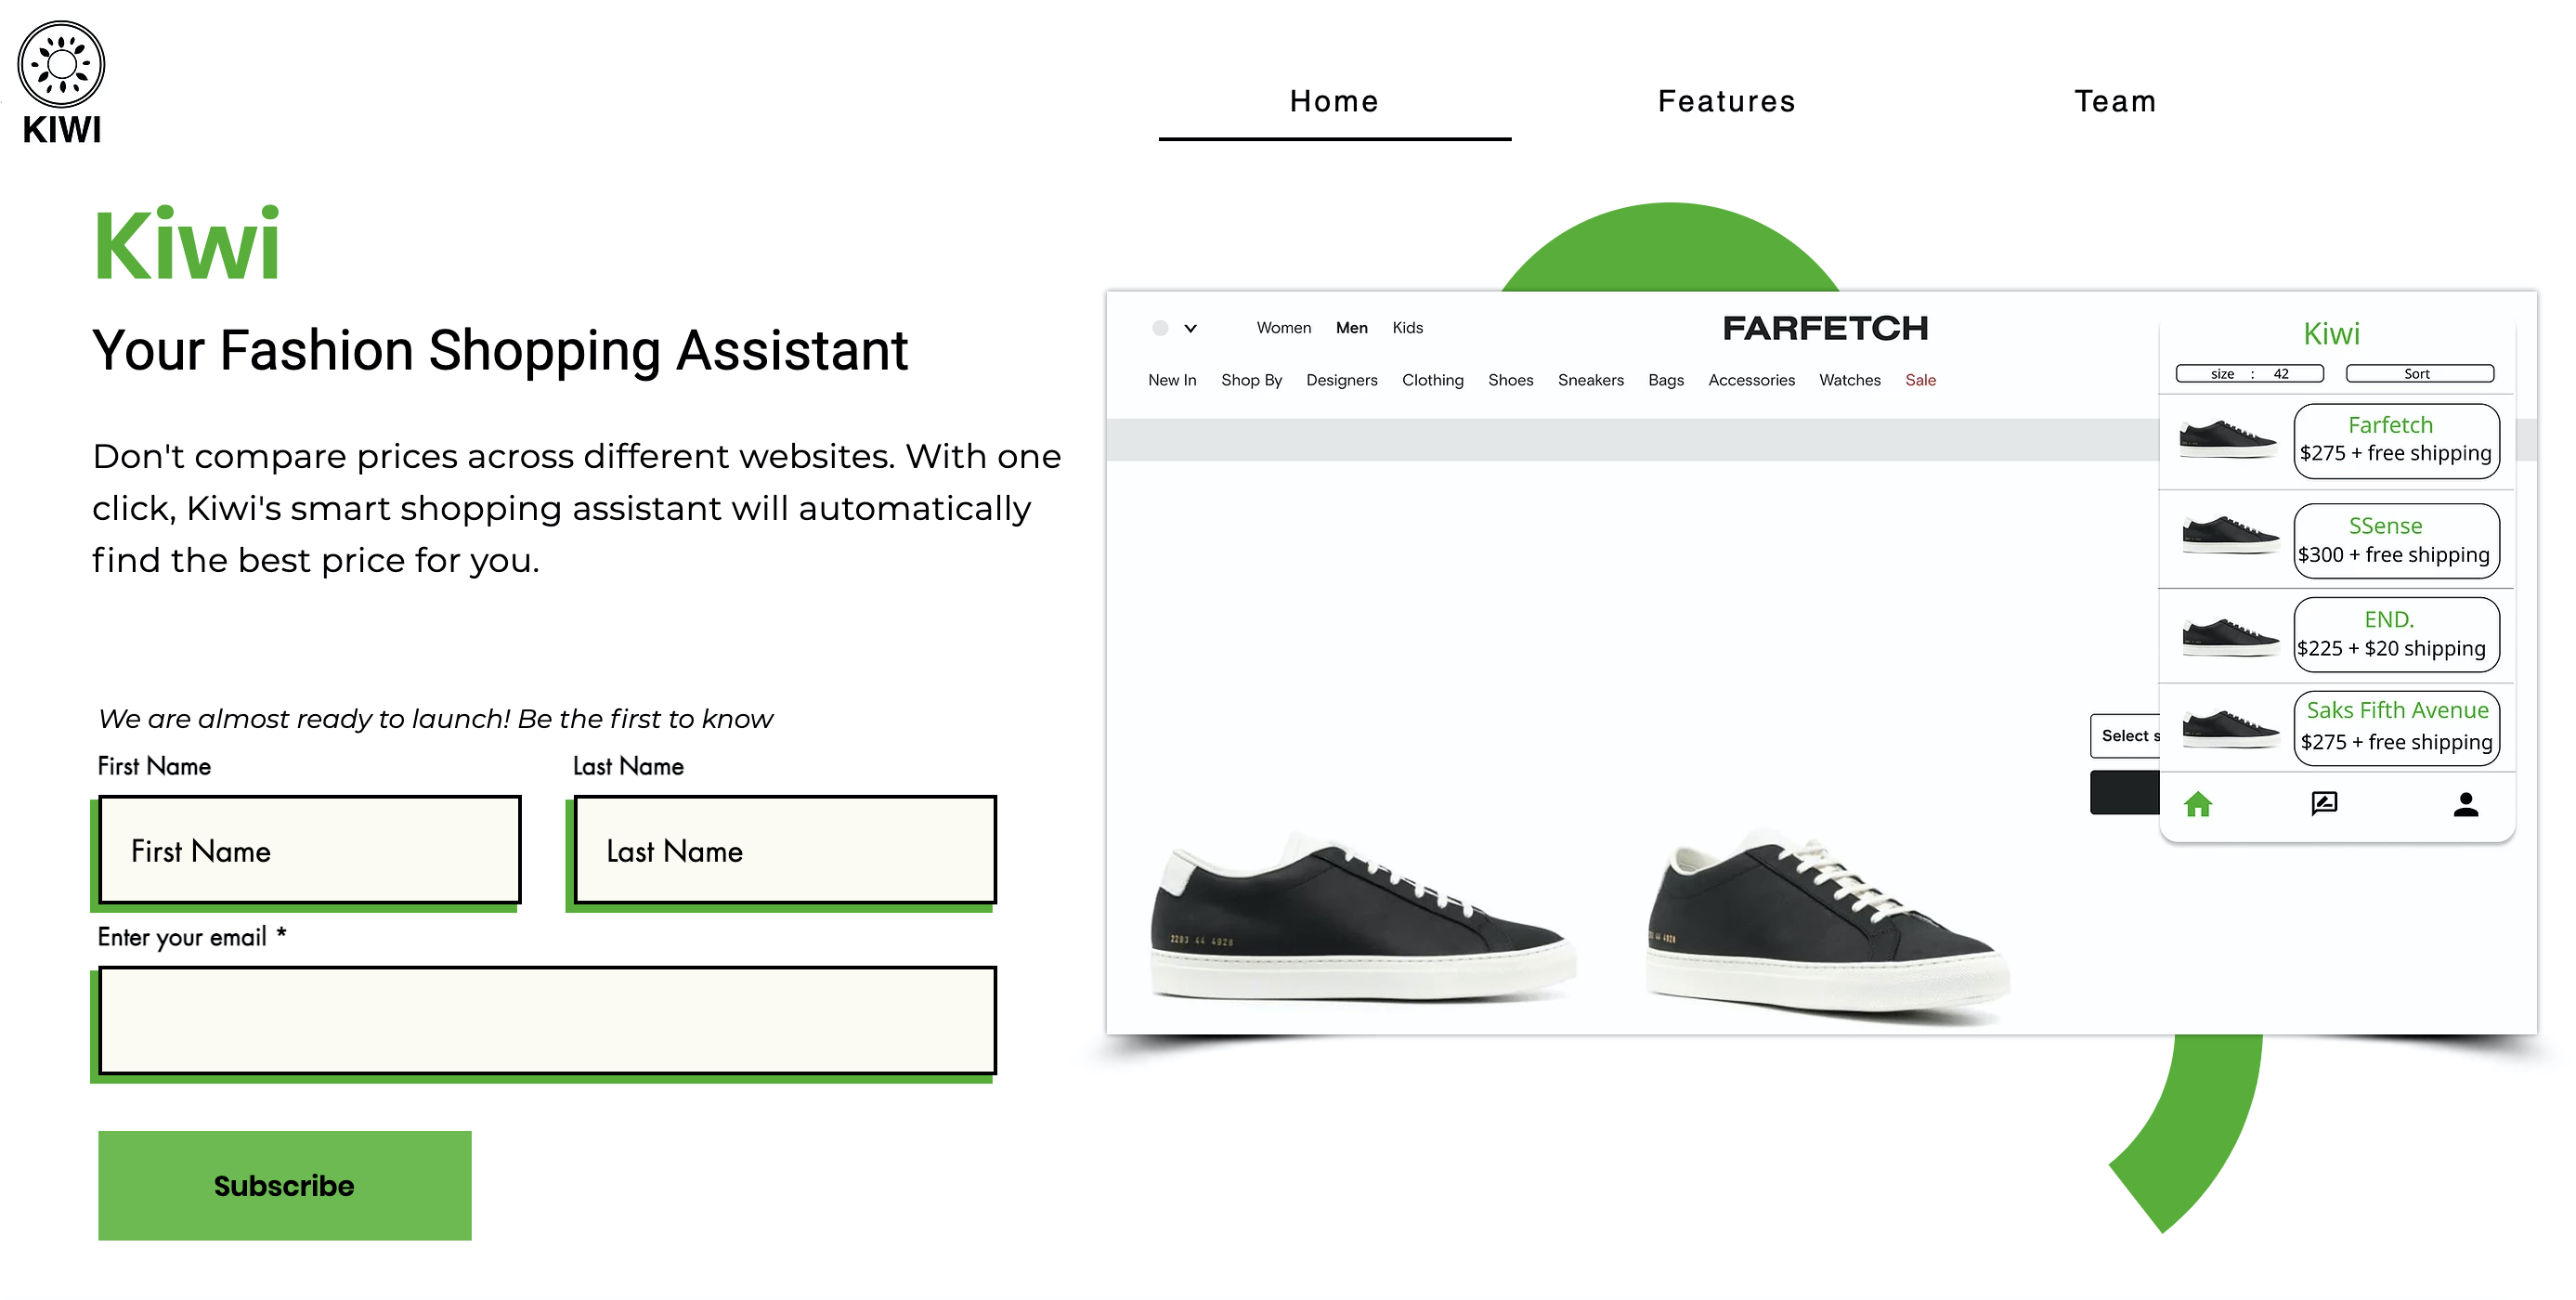 KIWI
Home
Features
Team
Kiwi
Your Fashion Shopping Assistant
Don't compare prices across different websites. With one
click, Kiwi's smart shopping assistant will automatically
find the best price for you.
We are almost ready to launch! Be the first to know
First Name
Last Name
First Name
Last Name
Enter your email *
Subscribe
Women Men Kids
FARFETCH
New In Shop By Designers Clothing Shoes Sneakers Bags Accessories Watches Sale
Select s
2203 44 4020
Kiwi
size : 42
Sort
Farfetch
$275 + free shipping
SSense
$300 + free shipping
END.
$225 + $20 shipping
Saks Fifth Avenue
$275 + free shipping